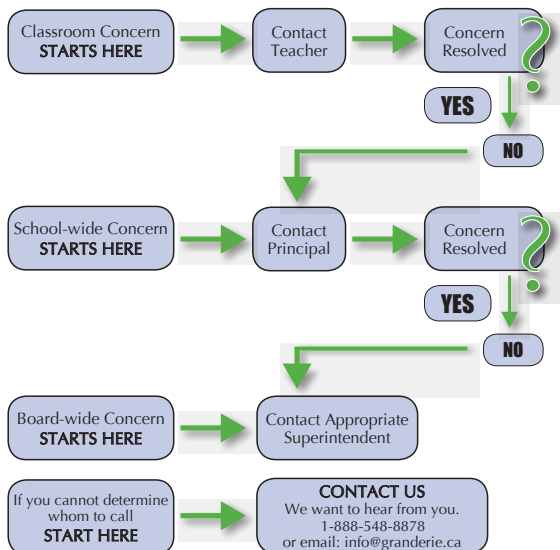 Classroom Concern
STARTS HERE
Contact
Teacher
Concern
Resolved
?
YES
NO
School-wide Concern
STARTS HERE
Contact
Principal
Concern
Resolved
?
YES
NO
Board-wide Concern
STARTS HERE
Contact Appropriate
Superintendent
If you cannot determine
whom to call
START HERE
CONTACT US
We want to hear from you.
1-888-548-8878
or email: info@granderie.ca